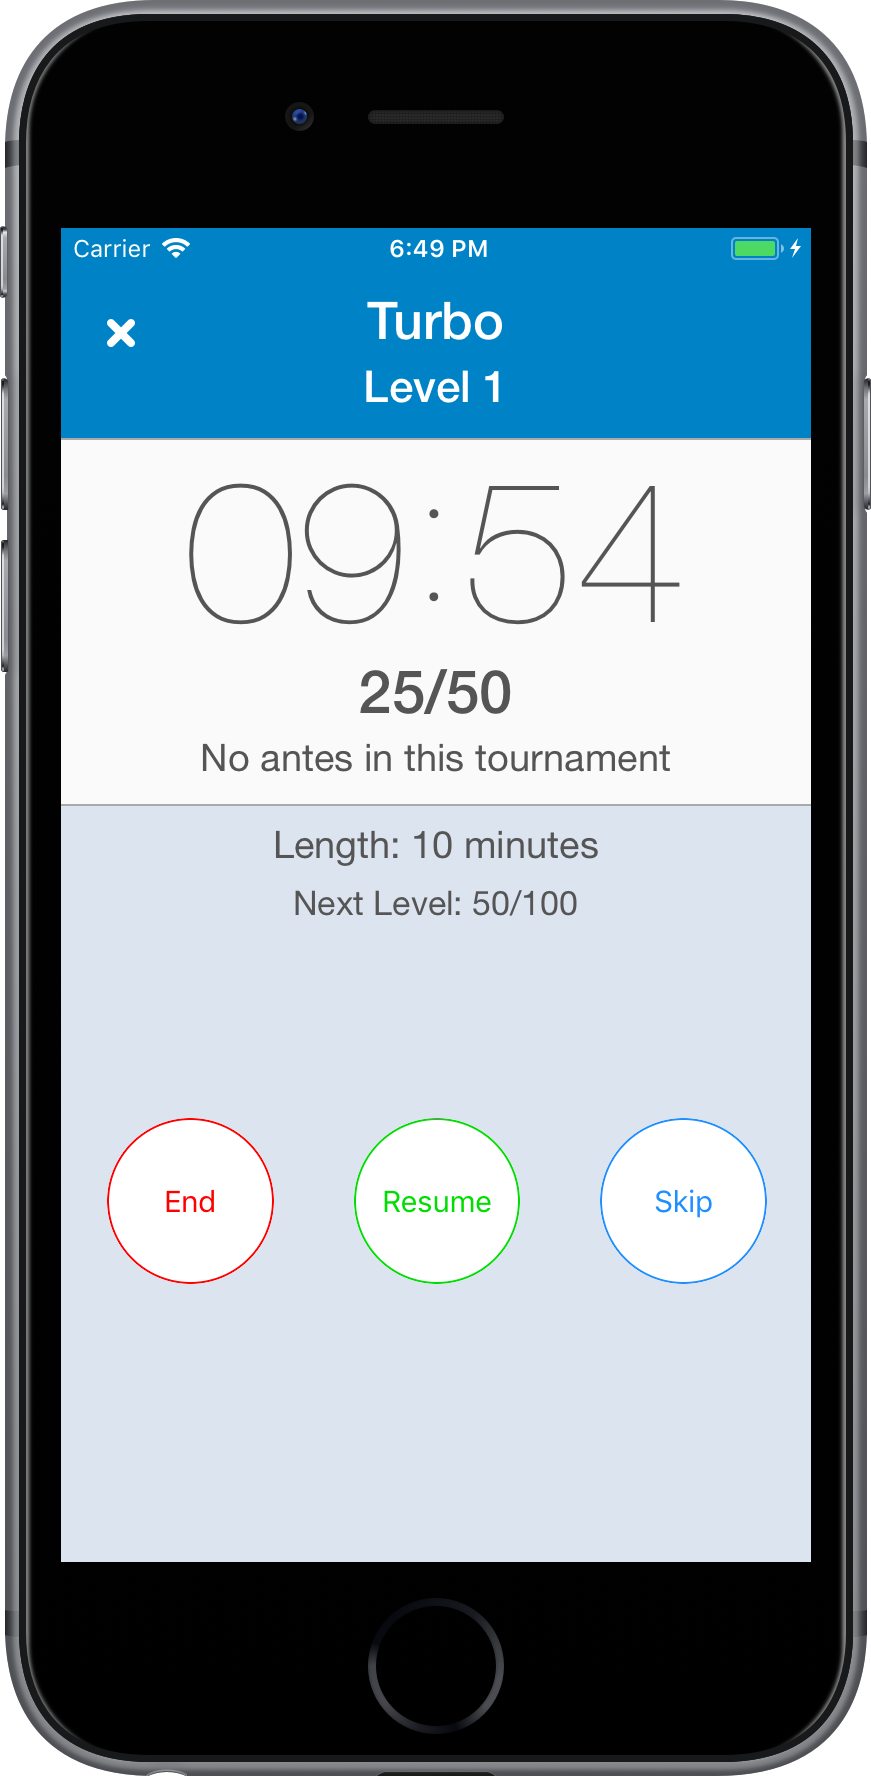 Carrier 6:49 PM
Turbo
Level 1
09:54
25/50
No antes in this tournament
Length: 10 minutes
Next Level: 50/100
End Resume Skip